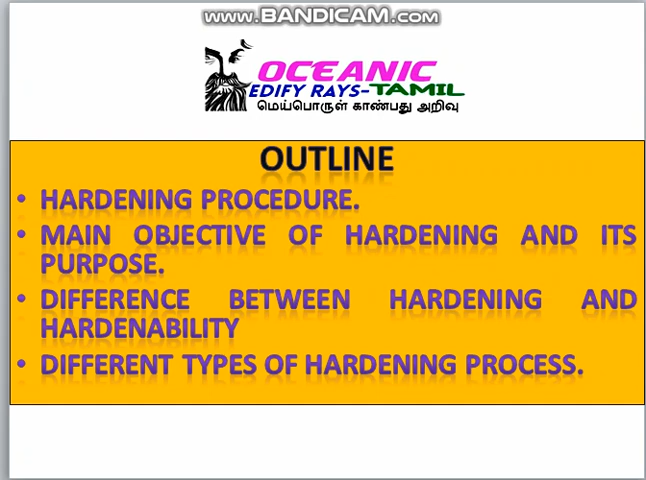 www.BANDICAM.com
OCEANIC
EDIFY RAYS-TAMIL
மெய்பொருள் காண்பது அறிவு
OUTLINE
• HARDENING PROCEDURE.
• MAIN OBJECTIVE OF HARDENING AND ITS
PURPOSE.
• DIFFERENCE BETWEEN HARDENING AND
HARDENABILITY
• DIFFERENT TYPES OF HARDENING PROCESS.